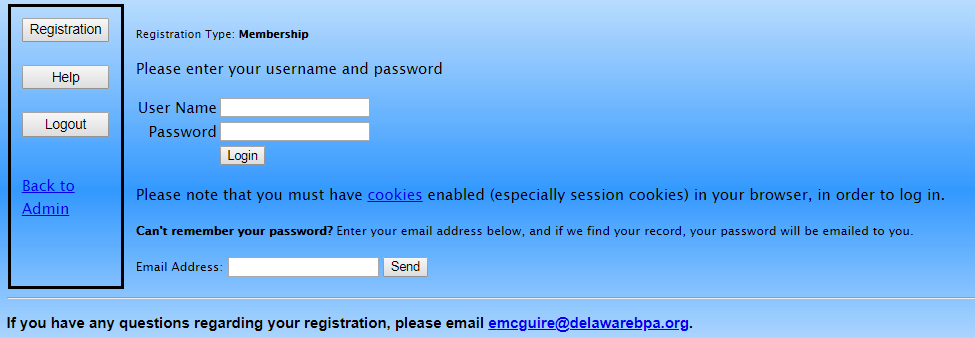 Registration
Help
Logout
Back to
Admin
Registration Type: Membership
Please enter your username and password
User Name
Password
Login
Please note that you must have cookies enabled (especially session cookies) in your browser, in order to log in.
Can't remember your password? Enter your email address below, and if we find your record, your password will be emailed to you.
Email Address: Send
If you have any questions regarding your registration, please email emcguire@delawarebpa.org.